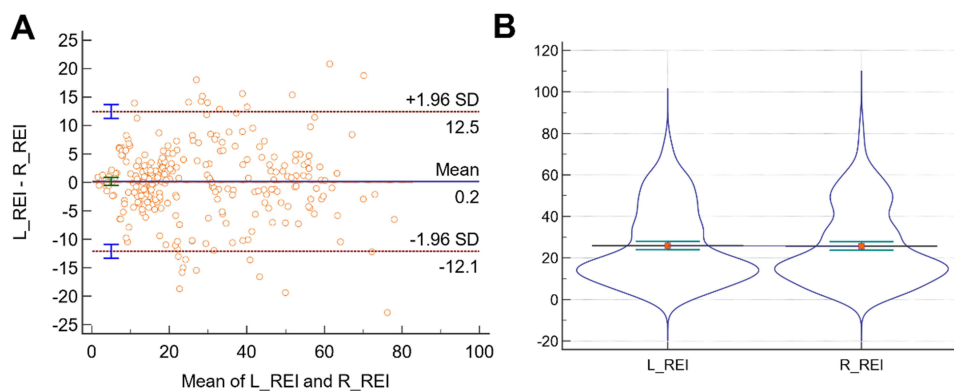 A
25
20
15
10
5
0
-5
-10
-15
-20
-25
L_REI - R_REI
+1.96 SD
12.5
Mean
0.2
-1.96 SD
-12.1
0 20 40 60 80 100
Mean of L_REI and R_REI
B
120
100
80
60
40
20
0
-20
L_REI R_REI